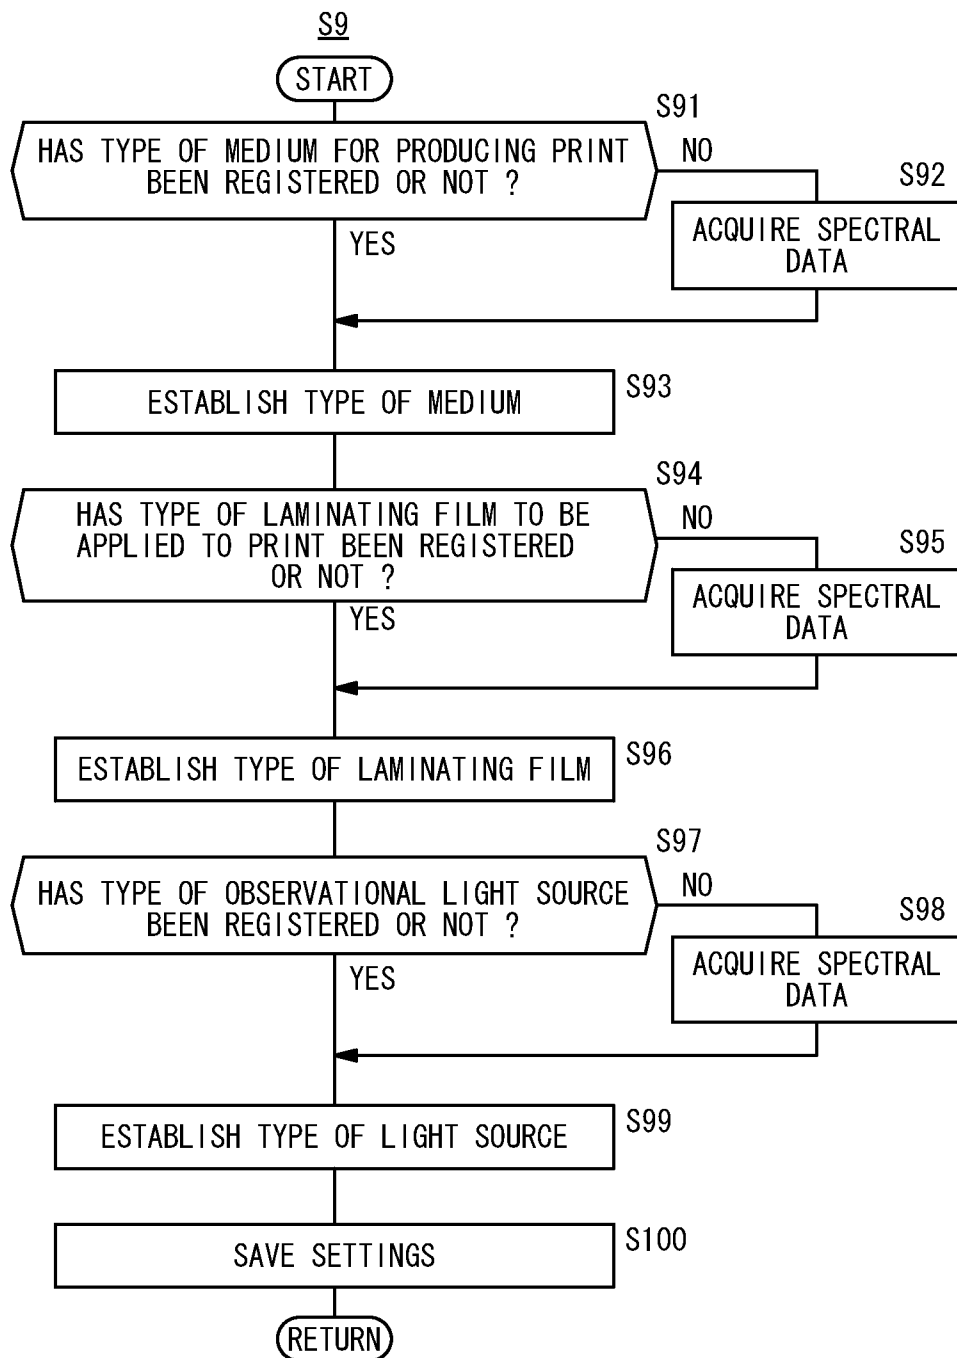 S9
START
S91
HAS TYPE OF MEDIUM FOR PRODUCING PRINT
BEEN REGISTERED OR NOT ?
NO
YES
S92
ACQUIRE SPECTRAL
DATA
ESTABLISH TYPE OF MEDIUM
S93
S94
HAS TYPE OF LAMINATING FILM TO BE
APPLIED TO PRINT BEEN REGISTERED
OR NOT ?
NO
YES
S95
ACQUIRE SPECTRAL
DATA
ESTABLISH TYPE OF LAMINATING FILM
S96
S97
HAS TYPE OF OBSERVATIONAL LIGHT SOURCE
BEEN REGISTERED OR NOT ?
NO
YES
S98
ACQUIRE SPECTRAL
DATA
ESTABLISH TYPE OF LIGHT SOURCE
S99
SAVE SETTINGS
S100
RETURN